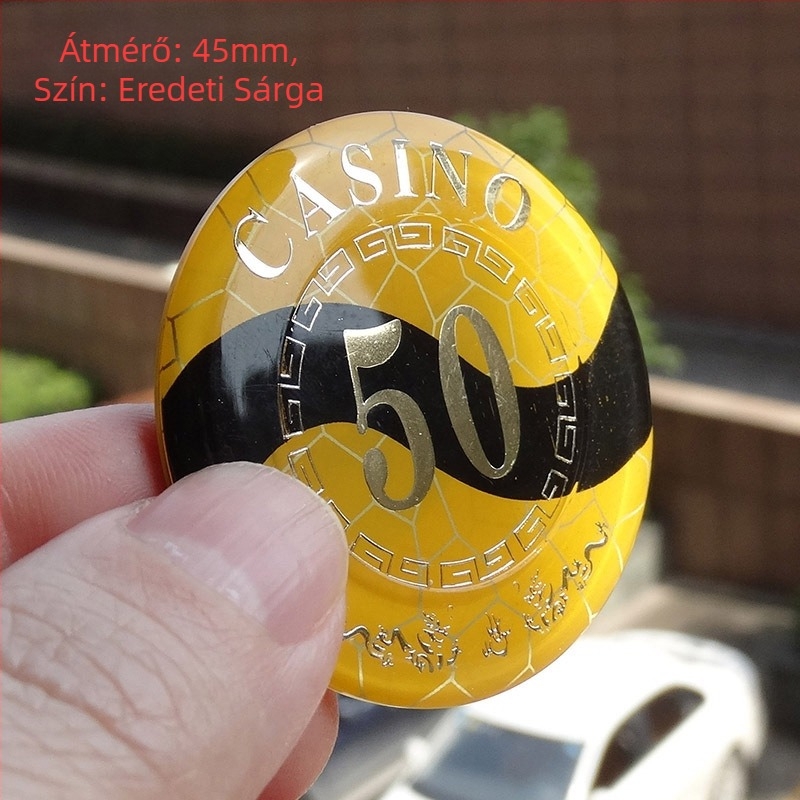 Átmérő: 45mm,
Szín: Eredeti Sárga
CASINO
50